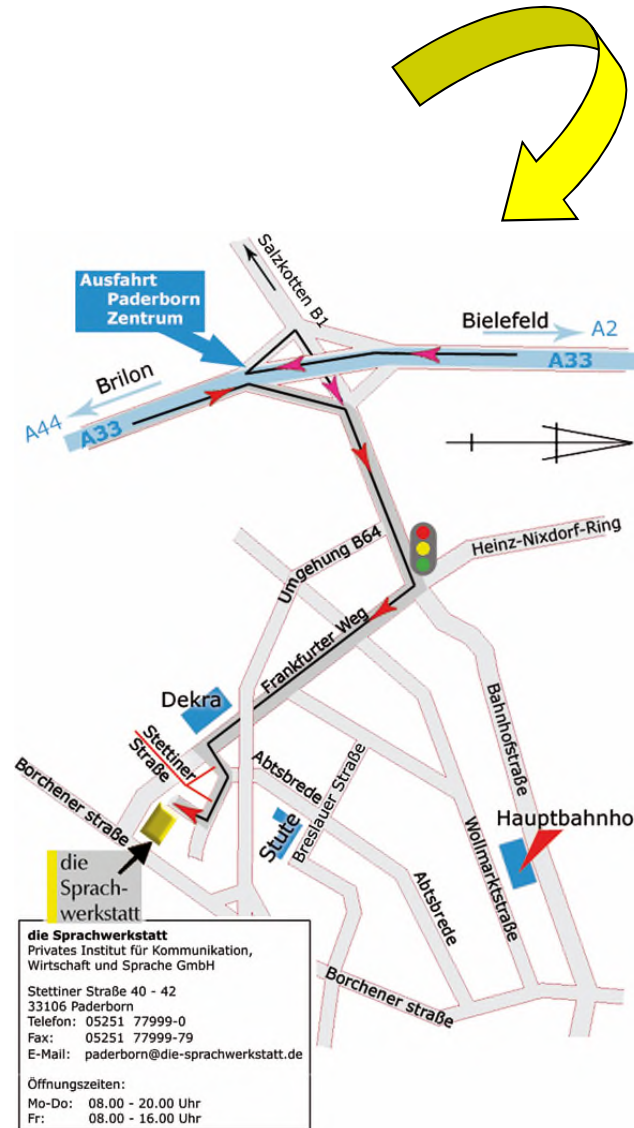 Salzkotten B1
Ausfahrt
Paderborn
Zentrum
Bielefeld
A2
A33
Brilon
A44
A33
Umgehung B64
Heinz-Nixdorf-Ring
Frankfurter Weg
Dekra
Stettiner
Straße
Bahnhofstraße
Abtsbrede
Breslauer Straße
Borchener straße
Stute
Wollmarktstraße
Hauptbahnho
Abtsbrede
Borchener straße
die
Sprach-
werkstatt
die Sprachwerkstatt
Privates Institut für Kommunikation,
Wirtschaft und Sprache GmbH
Stettiner Straße 40 - 42
33106 Paderborn
Telefon: 05251 77999-0
Fax: 05251 77999-79
E-Mail: paderborn@die-sprachwerkstatt.de
Öffnungszeiten:
Mo-Do: 08.00 - 20.00 Uhr
Fr: 08.00 - 16.00 Uhr